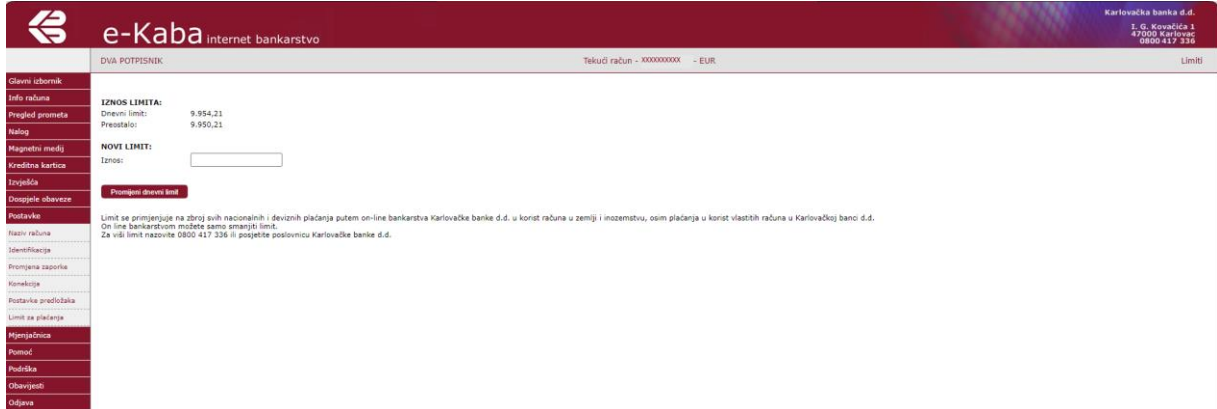 e-Kaba internet bankarstvo
Karlovačka banka d.d.
I. G. Kovačića 1
47000 Karlovac
0800 417 336
DVA POTPISNIK
Tekući račun - XXXXXXXXXX - EUR
Limiti
Glavni izbornik
Info računa
Pregled prometa
Nalog
Magnetni medij
Kreditna kartica
Izvješća
Dospjele obaveze
Postavke
Naziv računa
Identifikacija
Promjena zaporke
Konekcija
Postavke predložaka
Limit za plaćanja
Mjenjačnica
Pomoć
Podrška
Obavijesti
Odjava
IZNOS LIMITA:
Dnevni limit: 9.954,21
Preostalo: 9.950,21
NOVI LIMIT:
Iznos:
Promijeni dnevni limit
Limit se primjenjuje na zbroj svih nacionalnih i deviznih plaćanja putem on-line bankarstva Karlovačke banke d.d. u korist računa u zemlji i inozemstvu, osim plaćanja u korist vlastitih računa u Karlovačkoj banci d.d.
On line bankarstvom možete samo smanjiti limit.
Za viši limit nazovite 0800 417 336 ili posjetite poslovnicu Karlovačke banke d.d.